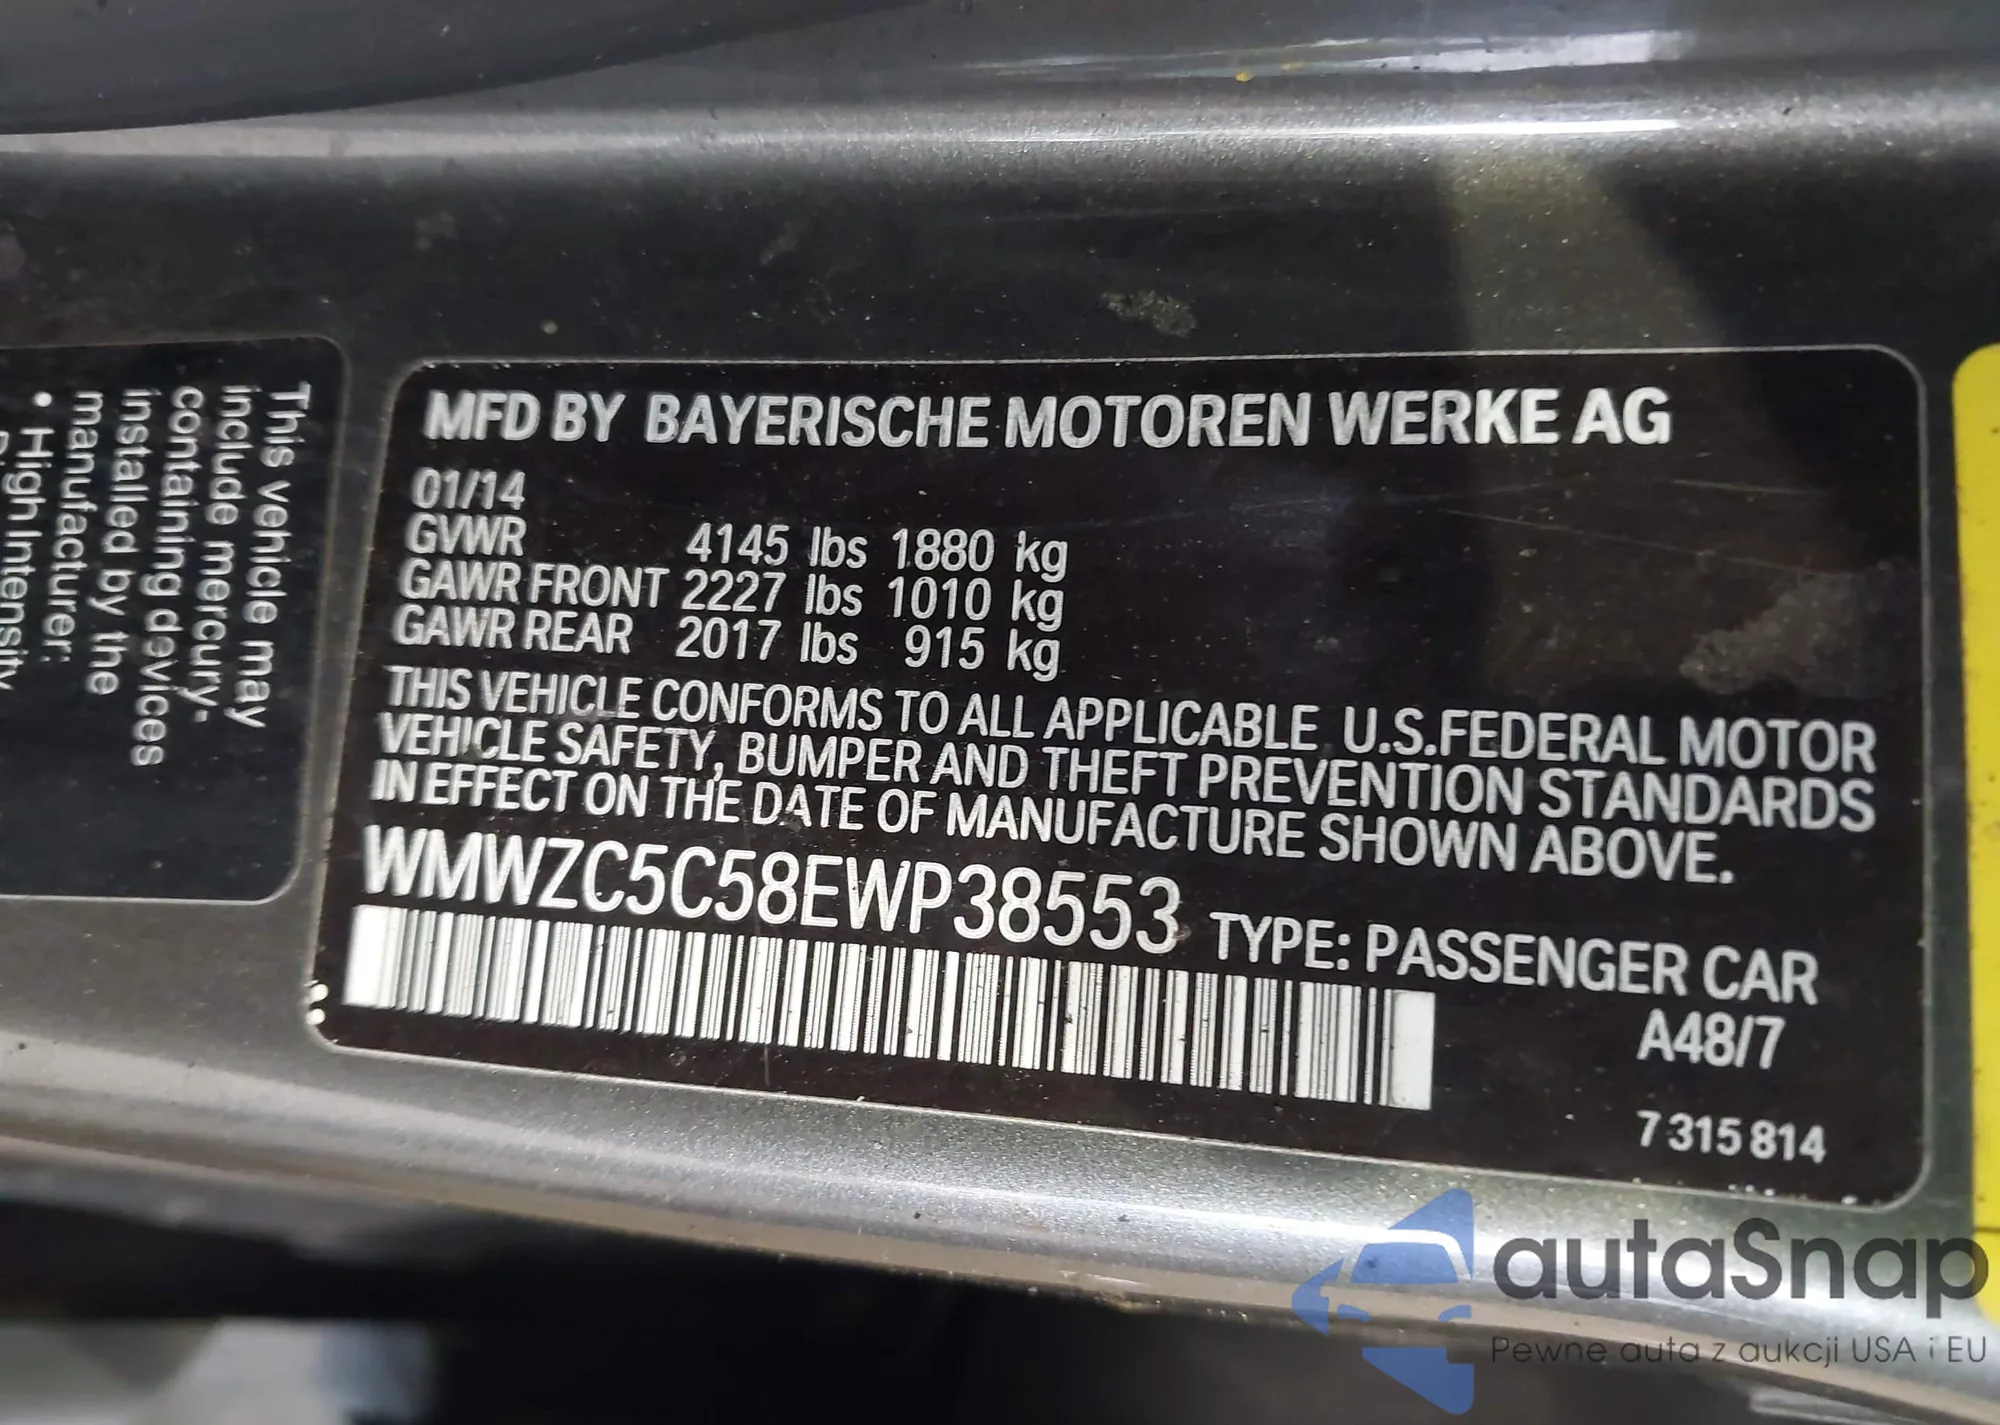 This vehicle may
include mercury-
containing devices
installed by the
manufacturer:
• High Intensity
MFD BY BAYERISCHE MOTOREN WERKE AG
01/14
GVWR 4145 lbs 1880 kg
GAWR FRONT 2227 lbs 1010 kg
GAWR REAR 2017 lbs 915 kg
THIS VEHICLE CONFORMS TO ALL APPLICABLE U.S.FEDERAL MOTOR
VEHICLE SAFETY, BUMPER AND THEFT PREVENTION STANDARDS
IN EFFECT ON THE DATE OF MANUFACTURE SHOWN ABOVE.
WMWZC5C58EWP38553 TYPE: PASSENGER CAR
A48/7
7 315 814
autaSnap
Pewne auta z aukcji USA i EU